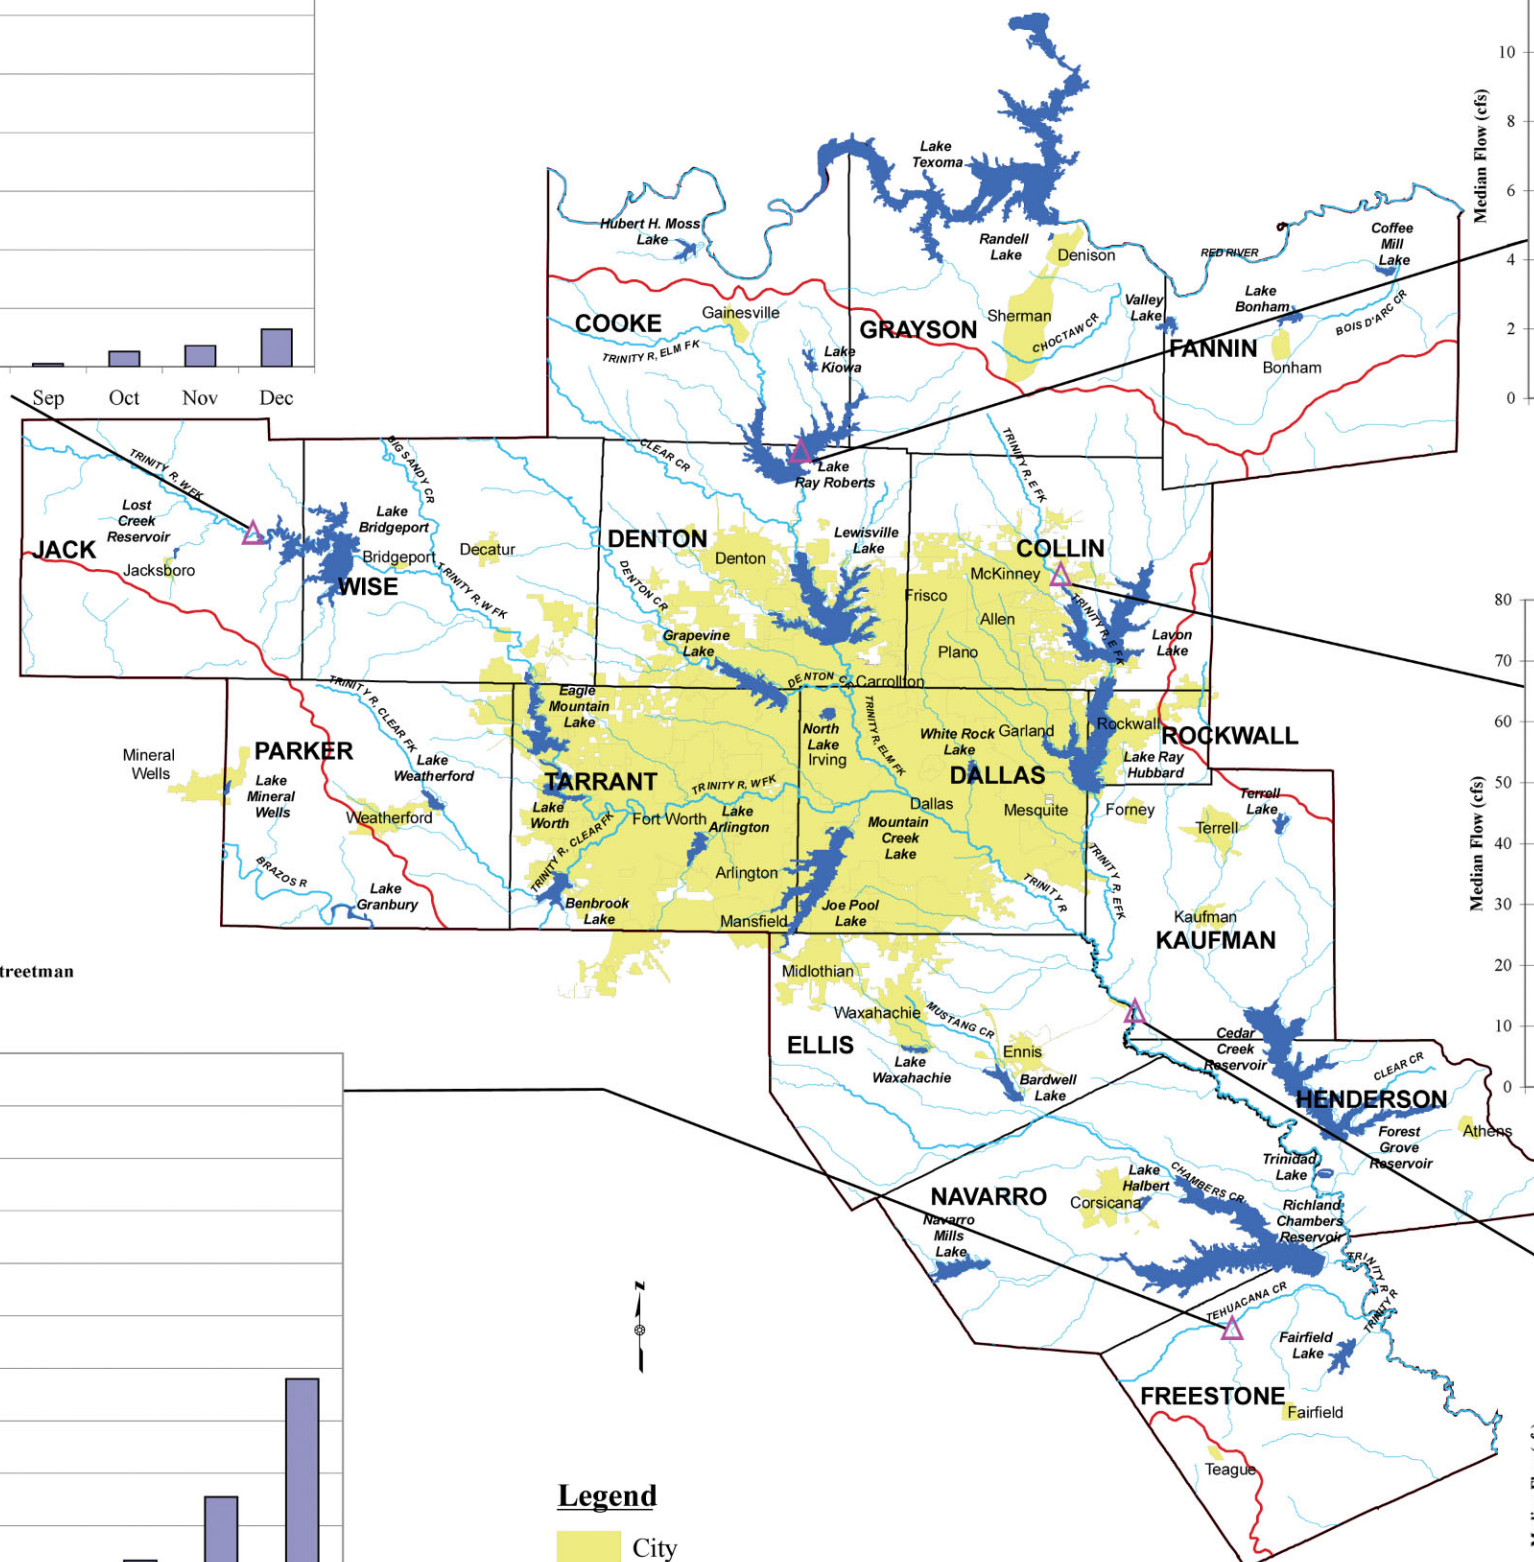 10
8
6
4
2
0
Median Flow (cfs)
Sep Oct Nov Dec
Lake
Texoma
Hubert H. Moss
Lake
Randell
Lake
Denison
RED RIVER
Coffee
Mill
Lake
Valley
Lake
Lake
Bonham
BOIS D'ARC CR
COOKE
Gainesville
GRAYSON
Sherman
CHOCTAW CR
FANNIN
Bonham
TRINITY R, ELM FK
Lake
Kiowa
CLEAR CR
Lake
Ray Roberts
TRINITY R, E FK
TRINITY R, WFK
BIG SANDY CR
Lost
Creek
Reservoir
JACK
Jacksboro
Lake
Bridgeport
Bridgeport
WISE
Decatur
TRINITY R, WFK
DENTON
Denton
DENTON CR
Lewisville
Lake
COLLIN
McKinney
Frisco
Allen
Plano
TRINITY R, E FK
Lavon
Lake
Grapevine
Lake
DENTON CR
Carrollton
TRINITY R, CLEAR FK
Eagle
Mountain
Lake
North
Lake
Irving
TRINITY R, ELM FK
White Rock
Lake
Garland
Rockwall
ROCKWALL
Lake Ray
Hubbard
Mineral
Wells
PARKER
Lake
Mineral
Wells
Lake
Weatherford
Weatherford
TARRANT
TRINITY R, WFK
Lake
Worth
Fort Worth
Lake
Arlington
Arlington
TRINITY R, CLEAR FK
DALLAS
Dallas
Mesquite
Mountain
Creek
Lake
Forney
Terrell
Lake
Terrell
BRAZOS R
Lake
Granbury
Benbrook
Lake
Mansfield
Joe Pool
Lake
TRINITY R
TRINITY R, EFK
Kaufman
KAUFMAN
80
70
60
50
40
30
20
10
0
Median Flow (cfs)
treetman
Midlothian
Waxahachie
MUSTANG CR
ELLIS
Ennis
Lake
Waxahachie
Bardwell
Lake
Cedar
Creek
Reservoir
CLEAR CR
HENDERSON
Athens
Forest
Grove
Reservoir
Trinidad
Lake
NAVARRO
Corsicana
Lake
Halbert
CHAMBERS CR
Richland
Chambers
Reservoir
Navarro
Mills
Lake
TRINITY R
TRINITY R
TEHUACANA CR
Fairfield
Lake
FREESTONE
Fairfield
Teague
N
Legend
City